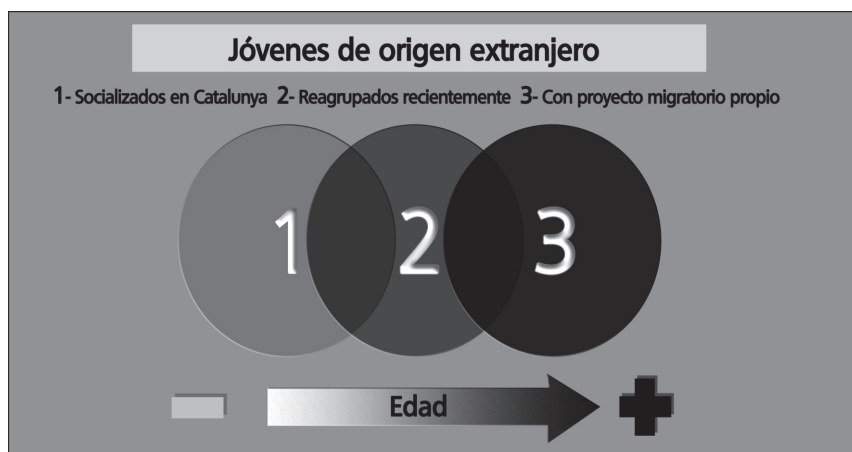 Jóvenes de origen extranjero
1- Socializados en Catalunya 2- Reagrupados recientemente 3- Con proyecto migratorio propio
1 2 3
Edad